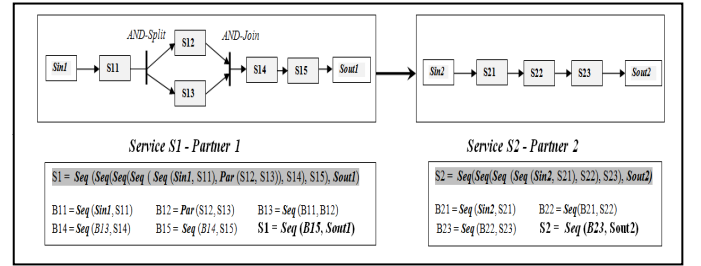 AND-Split
AND-Join
Sin1
S11
S12
S13
S14
S15
Sout1
Sin2
S21
S22
S23
Sout2
Service S1 - Partner 1
S1 = Seq (Seq(Seq(Seq ( Seq (Sin1, S11), Par (S12, S13)), S14), S15), Sout1)
B11 = Seq (Sin1, S11) B12 = Par (S12, S13) B13 = Seq (B11, B12)
B14 = Seq (B13, S14) B15 = Seq (B14, S15) S1 = Seq (B15, Sout1)
Service S2 - Partner 2
S2 = Seq(Seq(Seq (Seq (Sin2, S21), S22), S23), Sout2)
B21 = Seq (Sin2, S21) B22 = Seq(B21, S22)
B23 = Seq (B22, S23) S2 = Seq (B23, Sout2)